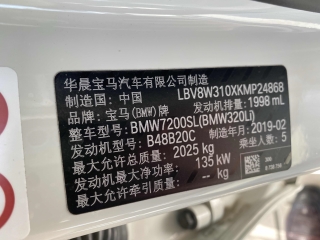 华晨宝马汽车有限公司制造
制造国: 中国 LBV8W310XKMP24868
品牌: 宝马(BMW)牌 发动机排量: 1998 mL
整车型号: BMW7200SL(BMW320Li)
发动机型号: B48B20C 制造年月: 2019-02
最大允许总质量: 2025 kg 乘坐人数: 5
发动机最大净功率: 135 kW
最大允许牵引质量: -- kg